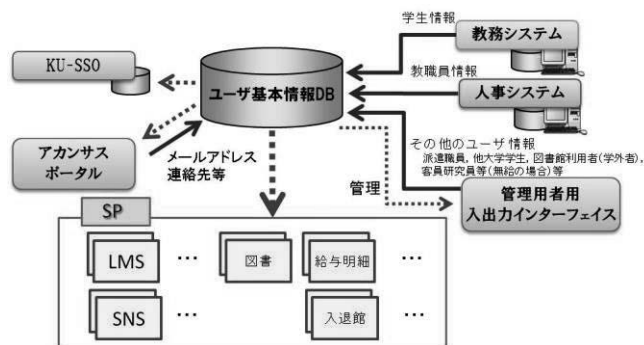 学生情報
教務システム
KU-SSO
ユーザ基本情報DB
教職員情報
人事システム
その他のユーザ情報
派遣職員, 他大学学生, 図書館利用者(学外者),
客員研究員等(無給の場合)等
アカンサス
ポータル
メールアドレス
連絡先等
管理
管理用者用
入出力インターフェイス
SP
LMS
…
図書
給与明細
…
SNS
…
入退館
…